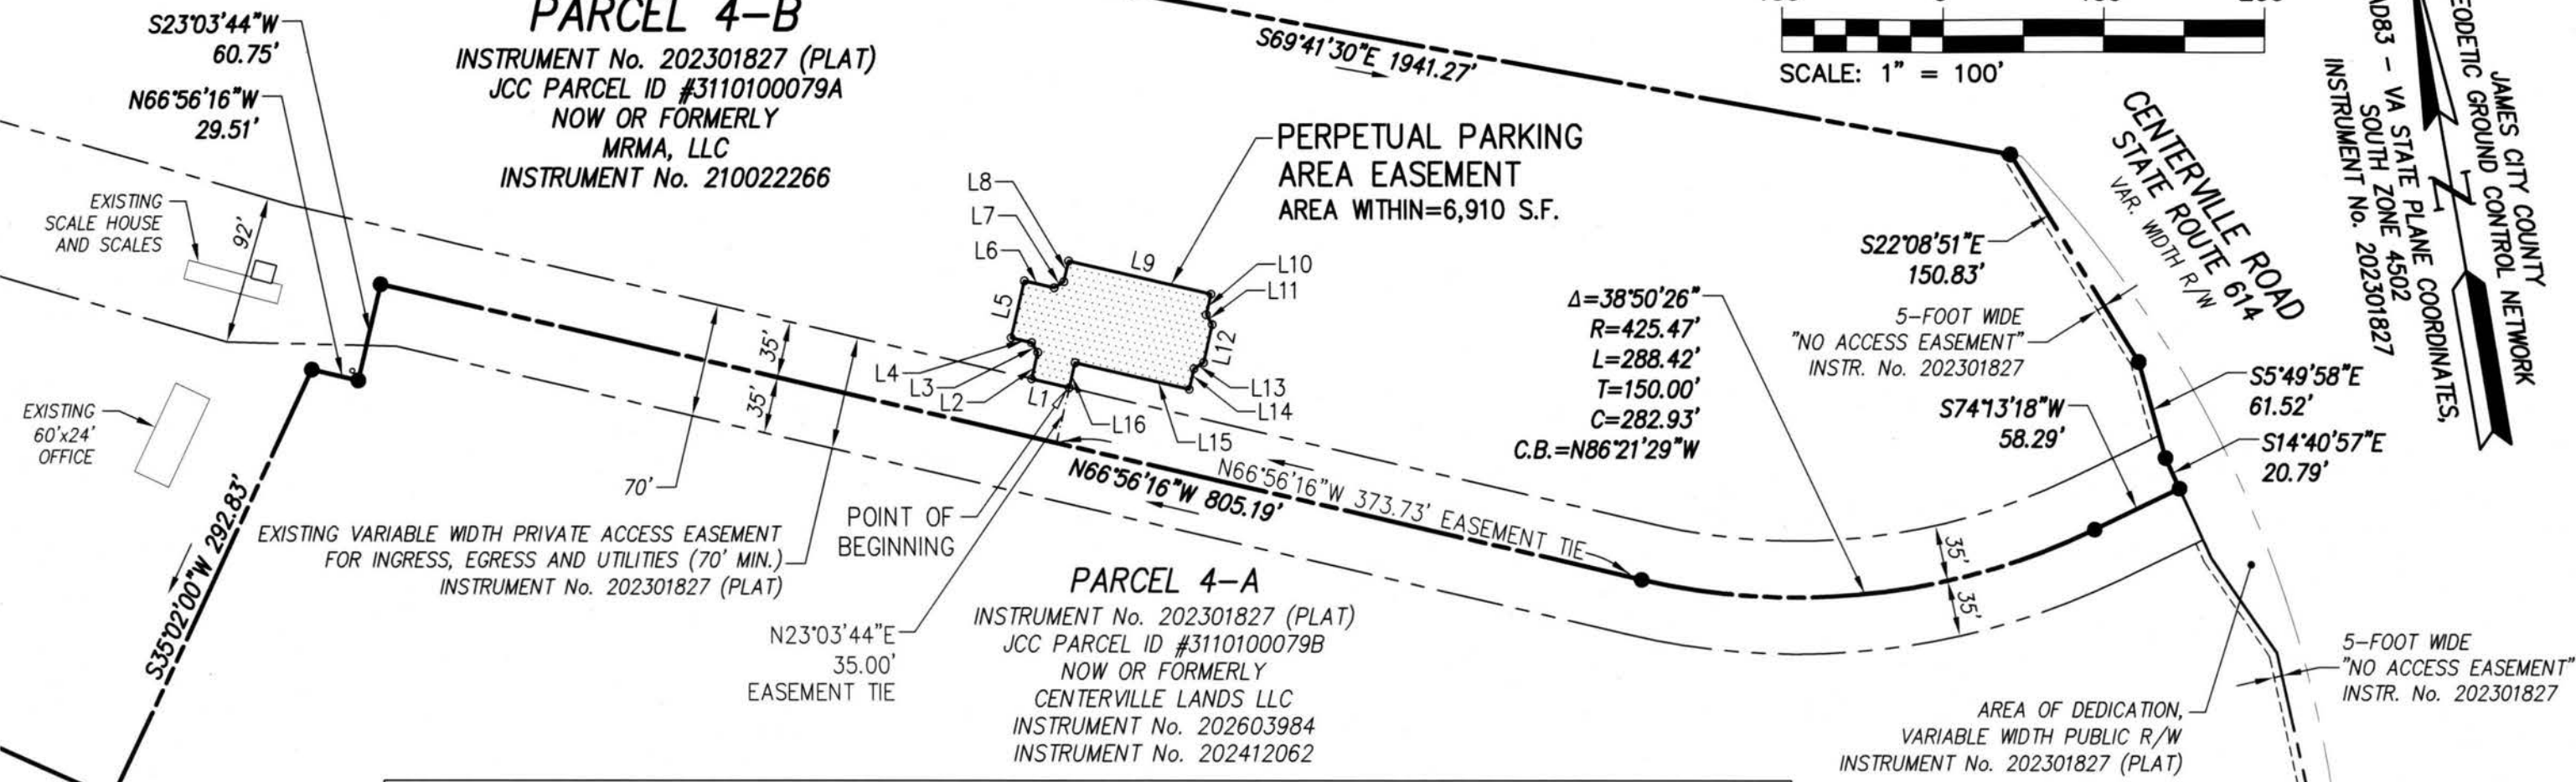 S23°03'44"W
60.75'
N66°56'16"W
29.51'
PARCEL 4-B
INSTRUMENT No. 202301827 (PLAT)
JCC PARCEL ID #3110100079A
NOW OR FORMERLY
MRMA, LLC
INSTRUMENT No. 210022266
S69°41'30"E 1941.27'
SCALE: 1" = 100'
JAMES CITY COUNTY
GEODETIC GROUND CONTROL NETWORK
NAD83 - VA STATE PLANE COORDINATES,
SOUTH ZONE 4502
INSTRUMENT No. 202301827
CENTERVILLE ROAD
STATE ROUTE 614
VAR. WIDTH R/W
EXISTING
SCALE HOUSE
AND SCALES
92'
PERPETUAL PARKING
AREA EASEMENT
AREA WITHIN=6,910 S.F.
L8
L7
L6
L5
L9
L10
L11
L12
L4
L3
L2
L1
L13
L14
L16
L15
35'
35'
70'
Δ=38°50'26"
R=425.47'
L=288.42'
T=150.00'
C=282.93'
C.B.=N86°21'29"W
S22°08'51"E
150.83'
5-FOOT WIDE
"NO ACCESS EASEMENT"
INSTR. No. 202301827
S74°13'18"W
58.29'
S5°49'58"E
61.52'
S14°40'57"E
20.79'
EXISTING
60'x24'
OFFICE
S35°02'00"W 292.83'
EXISTING VARIABLE WIDTH PRIVATE ACCESS EASEMENT
FOR INGRESS, EGRESS AND UTILITIES (70' MIN.)
INSTRUMENT No. 202301827 (PLAT)
POINT OF
BEGINNING
N66°56'16"W 805.19'
N66°56'16"W 373.73' EASEMENT TIE
N23°03'44"E
35.00'
EASEMENT TIE
PARCEL 4-A
INSTRUMENT No. 202301827 (PLAT)
JCC PARCEL ID #3110100079B
NOW OR FORMERLY
CENTERVILLE LANDS LLC
INSTRUMENT No. 202603984
INSTRUMENT No. 202412062
35'
35'
AREA OF DEDICATION,
VARIABLE WIDTH PUBLIC R/W
INSTRUMENT No. 202301827 (PLAT)
5-FOOT WIDE
"NO ACCESS EASEMENT"
INSTR. No. 202301827